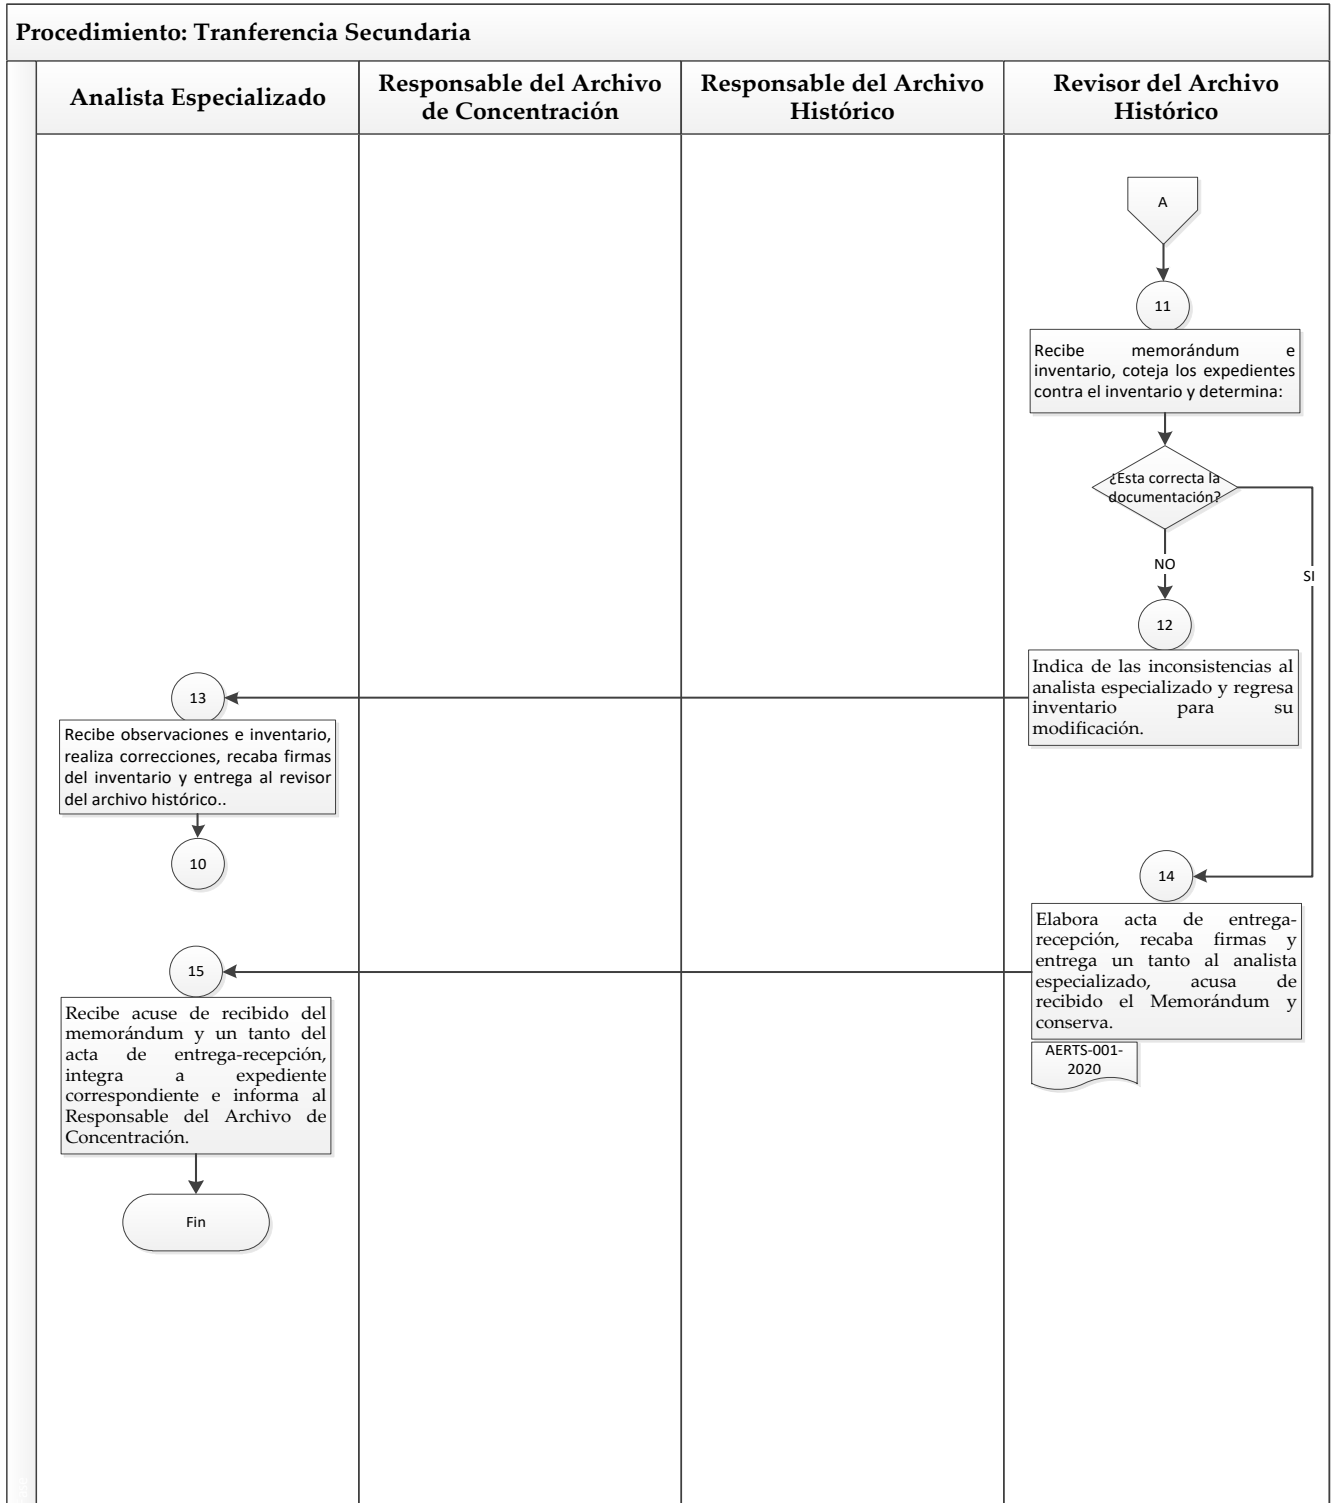 Procedimiento: Tranferencia Secundaria
Analista Especializado
Responsable del Archivo
de Concentración
Responsable del Archivo
Histórico
Revisor del Archivo
Histórico
A
11
Recibe memorándum e
inventario, coteja los expedientes
contra el inventario y determina:
¿Esta correcta la
documentación?
NO
SI
12
Indica de las inconsistencias al
analista especializado y regresa
inventario para su
modificación.
13
Recibe observaciones e inventario,
realiza correcciones, recaba firmas
del inventario y entrega al revisor
del archivo histórico..
10
14
Elabora acta de entrega-
recepción, recaba firmas y
entrega un tanto al analista
especializado, acusa de
recibido el Memorándum y
conserva.
AERTS-001-
2020
15
Recibe acuse de recibido del
memorándum y un tanto del
acta de entrega-recepción,
integra a expediente
correspondiente e informa al
Responsable del Archivo de
Concentración.
Fin